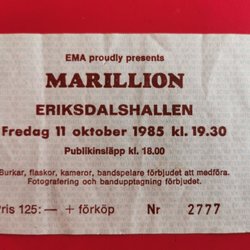 EMA proudly presents
MARILLION
ERIKSDALSHALLEN
Fredag 11 oktober 1985 kl. 19.30
Publikinsläpp kl. 18.00
Burkar, flaskor, kameror, bandspelare förbjudet att medföra.
Fotografering och bandupptagning förbjudet.
Pris 125:— + förköp Nr 2777